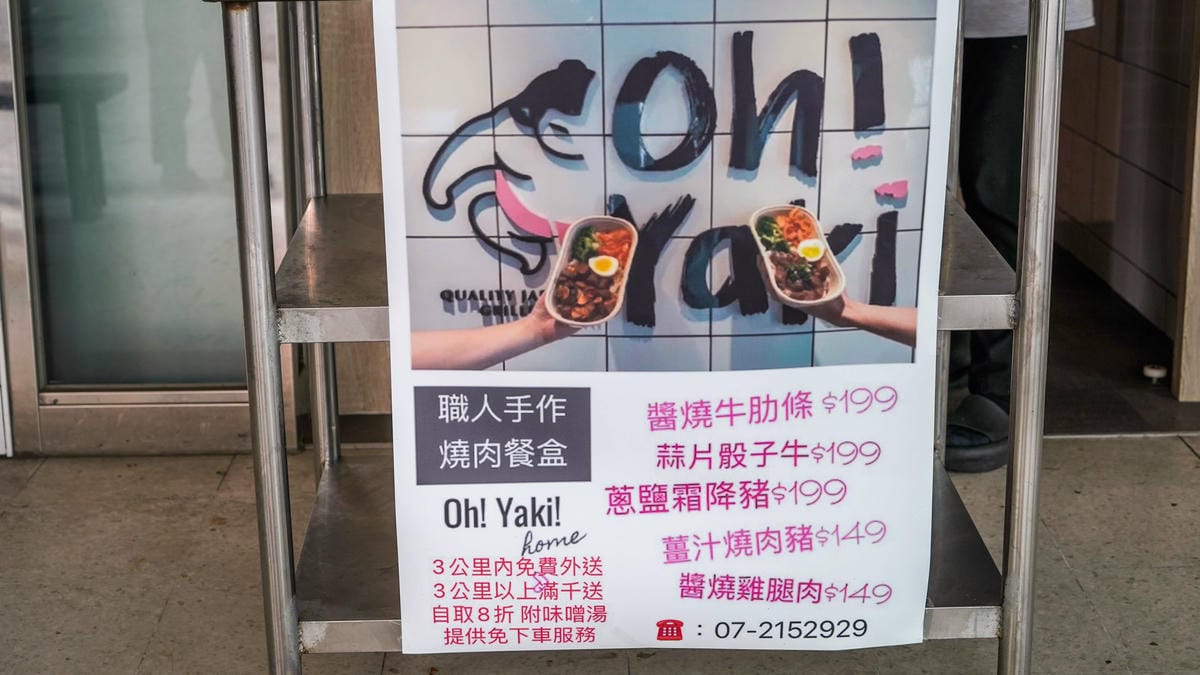 Oh!
Yaki
QUALITY
職人手作
燒肉餐盒
Oh! Yaki!
home
3公里內免費外送
3公里以上滿千送
自取8折 附味噌湯
提供免下車服務
醬燒牛肋條 $199
蒜片骰子牛$199
蔥鹽霜降豬$199
薑汁燒肉豬$149
醬燒雞腿肉$149
☎：07-2152929